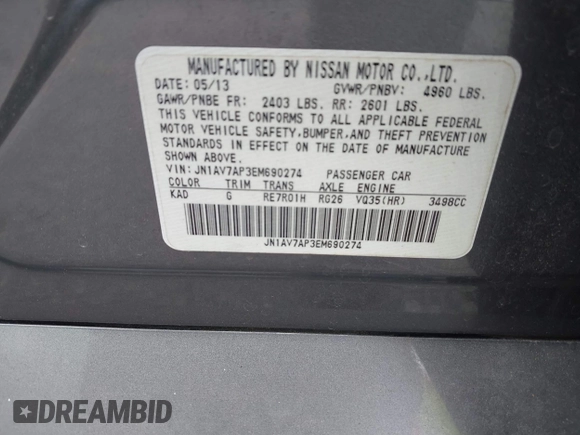 MANUFACTURED BY NISSAN MOTOR CO.,LTD.
DATE: 05/13 GVWR/PNBV: 4960 LBS.
GAWR/PNBE FR: 2403 LBS. RR: 2601 LBS.
THIS VEHICLE CONFORMS TO ALL APPLICABLE FEDERAL
MOTOR VEHICLE SAFETY,BUMPER,AND THEFT PREVENTION
STANDARDS IN EFFECT ON THE DATE OF MANUFACTURE
SHOWN ABOVE.
VIN: JN1AV7AP3EM690274 PASSENGER CAR
COLOR TRIM TRANS AXLE ENGINE
KAD G RE7R01H RG26 VQ35(HR) 3498CC
JN1AV7AP3EM690274
DREAMBID